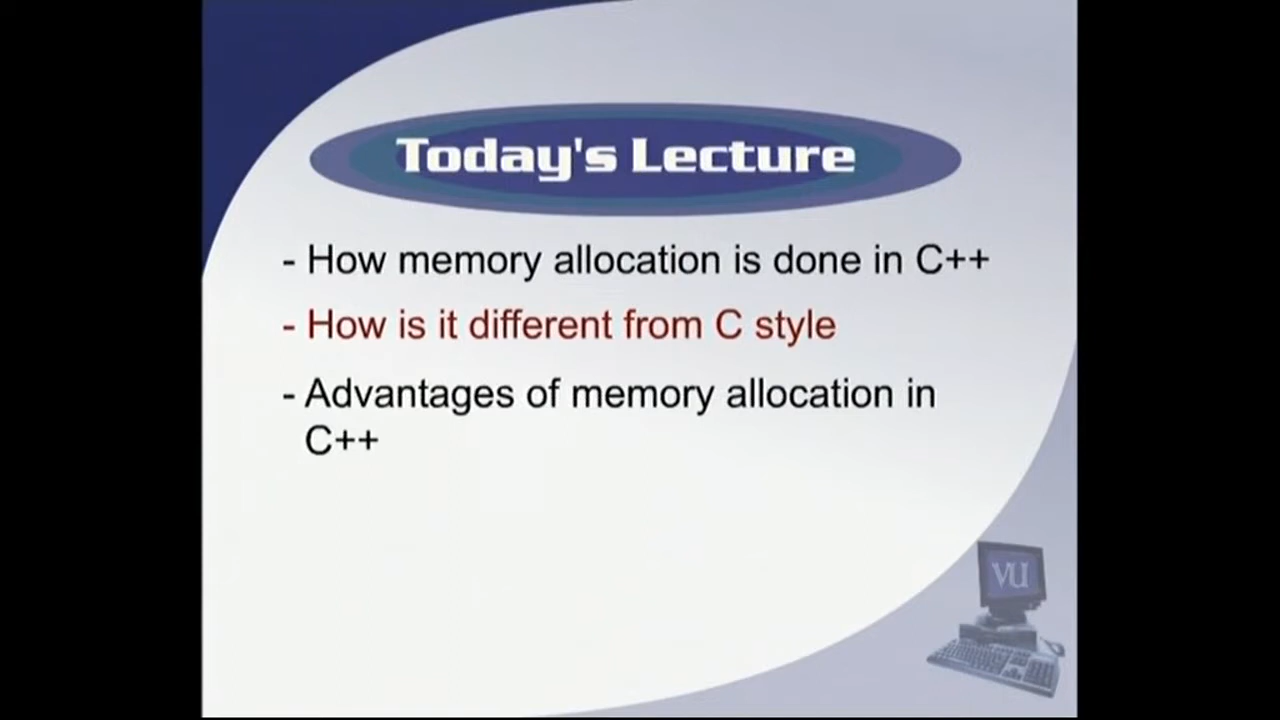 Today's Lecture
- How memory allocation is done in C++
- How is it different from C style
- Advantages of memory allocation in
C++
VU